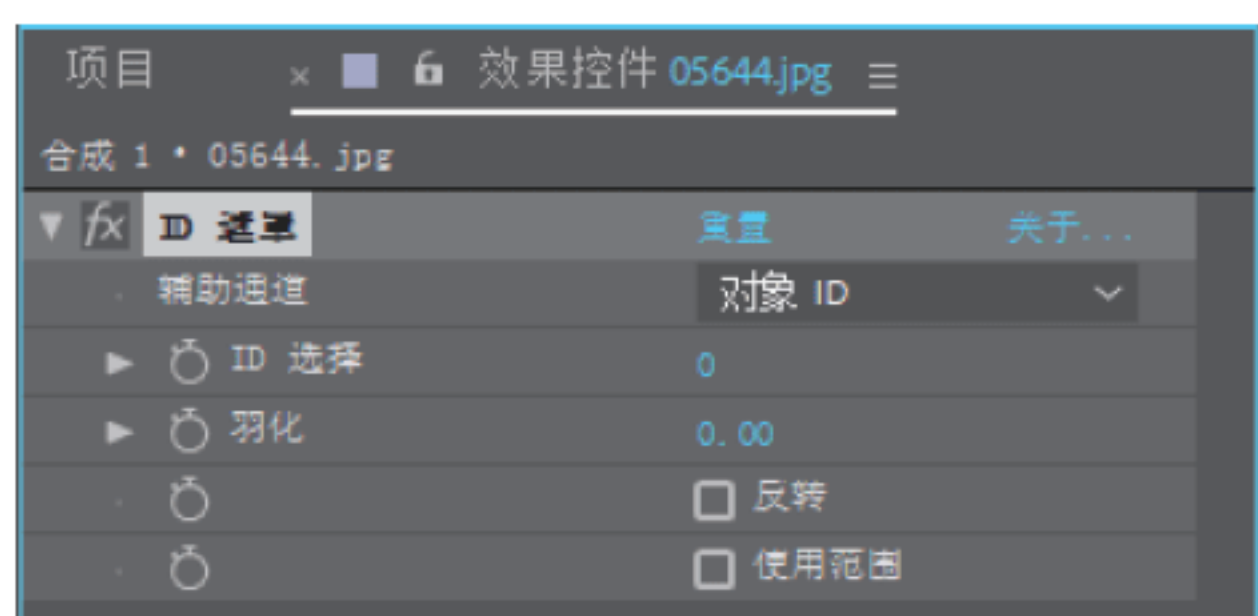 项目 × 效果控件 05644.jpg ≡
合成 1 • 05644.jpg
fx ID 遮罩 重置 关于...
辅助通道 对象 ID
ID 选择 0
羽化 0.00
反转
使用范围